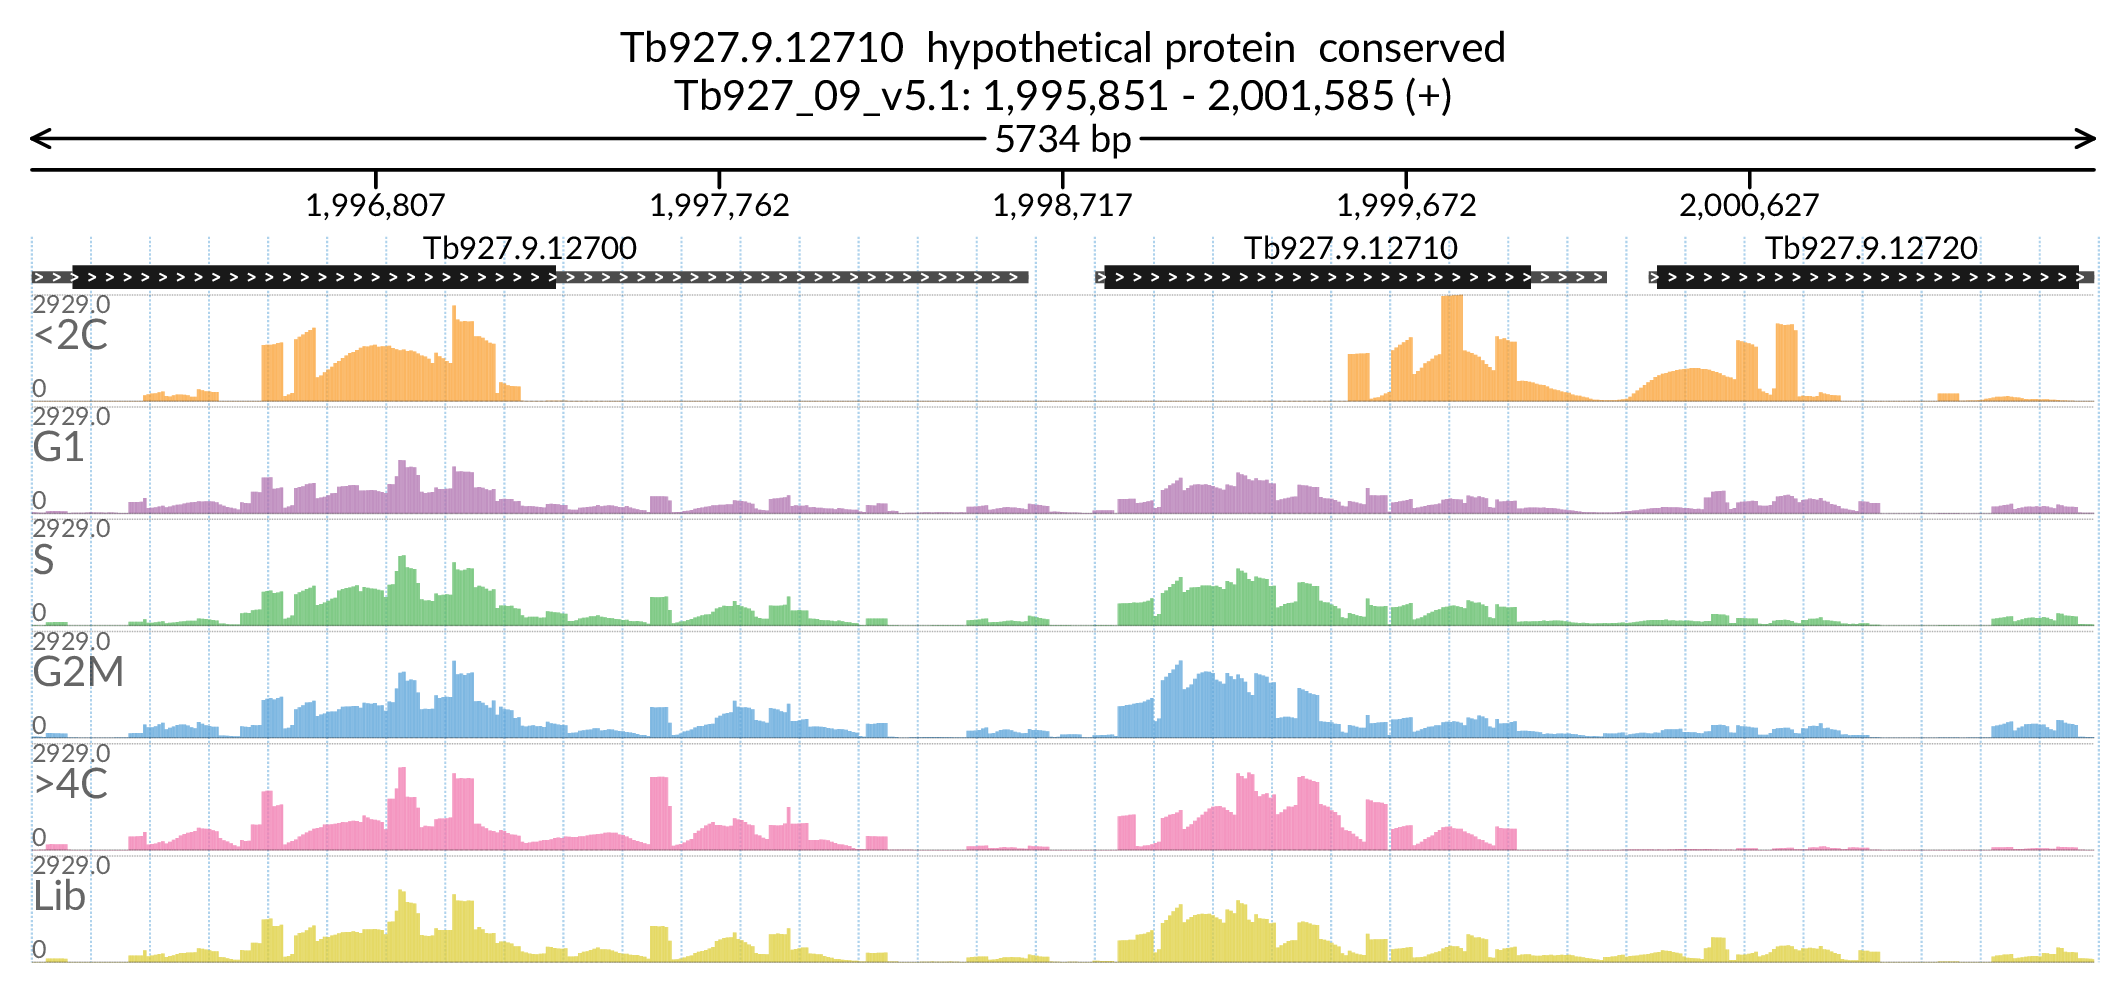 Tb927.9.12710  hypothetical protein  conserved
Tb927_09_v5.1: 1,995,851 - 2,001,585 (+)
5734 bp
1,996,807 1,997,762 1,998,717 1,999,672 2,000,627
Tb927.9.12700 Tb927.9.12710 Tb927.9.12720
2929.0
<2C
0
2929.0
G1
0
2929.0
S
0
2929.0
G2M
0
2929.0
>4C
0
2929.0
Lib
0